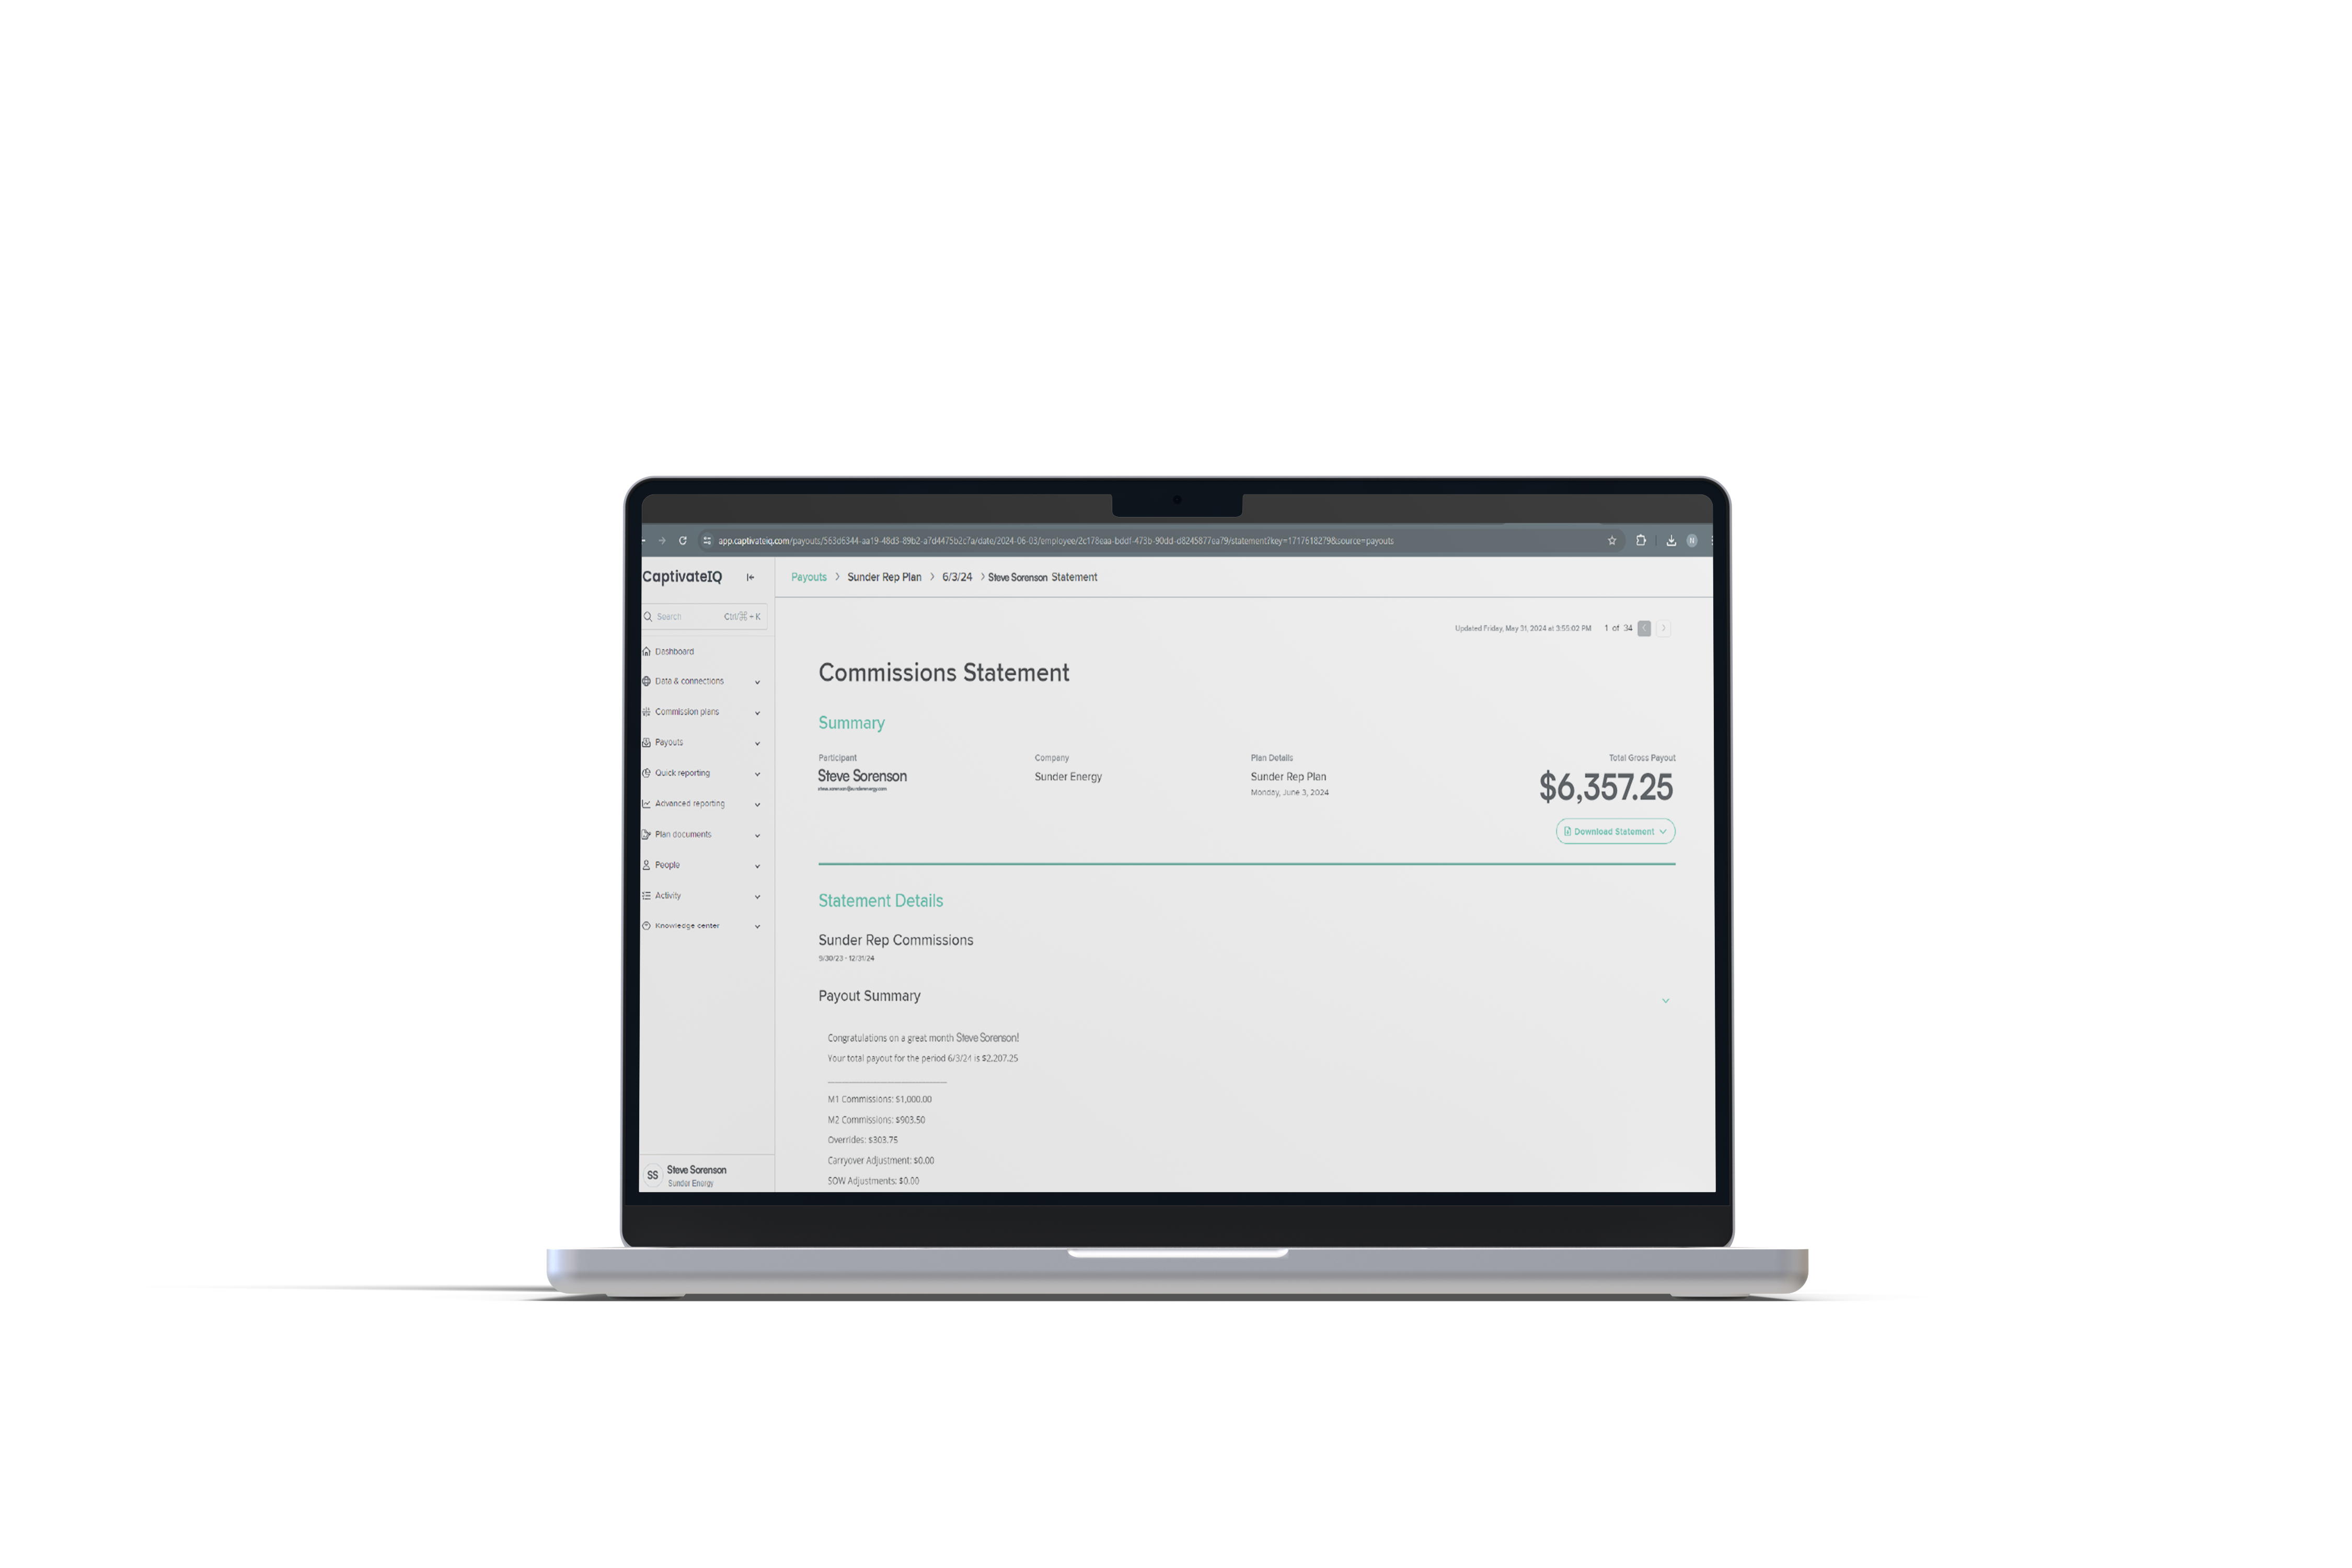 app.captivateiq.com/payouts/563d6344-aa19-48d3-89b2-a7d4475b2c7a/date/2024-06-03/employee/2c178eaa-bddf-473b-90dd-d8245877ea79/statement?key=1717618279&source=payouts
CaptivateIQ
Payouts > Sunder Rep Plan > 6/3/24 > Steve Sorenson Statement
Search Ctrl/⌘ + K
Updated Friday, May 31, 2024 at 3:55:02 PM 1 of 34
Dashboard
Data & connections
Commission plans
Payouts
Quick reporting
Advanced reporting
Plan documents
People
Activity
Knowledge center
Steve Sorenson
SS
Sunder Energy
Commissions Statement
Summary
Participant
Steve Sorenson
steve.sorenson@sunderenergy.com
Company
Sunder Energy
Plan Details
Sunder Rep Plan
Monday, June 3, 2024
Total Gross Payout
$6,357.25
Download Statement
Statement Details
Sunder Rep Commissions
9/30/23 - 12/31/24
Payout Summary
Congratulations on a great month Steve Sorenson!
Your total payout for the period 6/3/24 is $2,207.25
M1 Commissions: $1,000.00
M2 Commissions: $903.50
Overrides: $303.75
Carryover Adjustment: $0.00
SOW Adjustments: $0.00